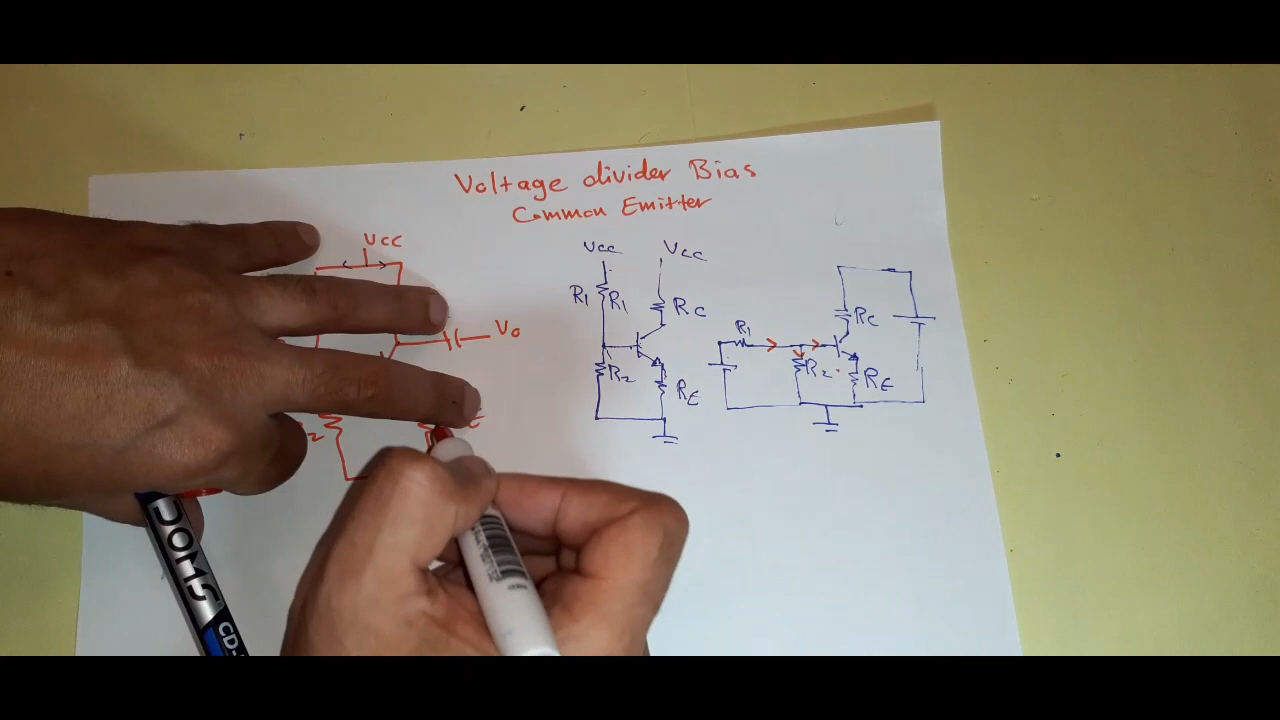 Voltage divider Bias
Common Emitter
VCC
Vo
VCC
VCC
R1
R1
RC
R2
RE
R1
RC
R2
RE
DOMS
CD-